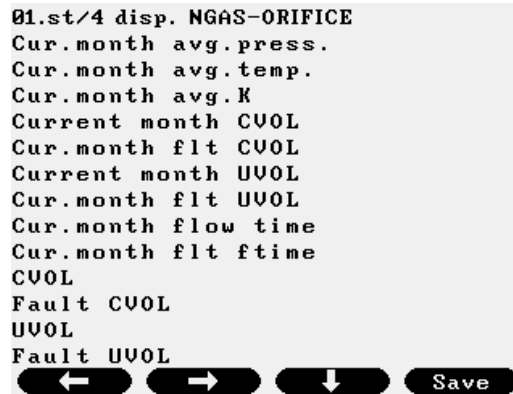 01.st/4 disp. NGAS-ORIFICE
Cur.month avg.press.
Cur.month avg.temp.
Cur.month avg.K
Current month CVOL
Cur.month flt CVOL
Current month UVOL
Cur.month flt UVOL
Cur.month flow time
Cur.month flt ftime
CVOL
Fault CVOL
UVOL
Fault UVOL
Save